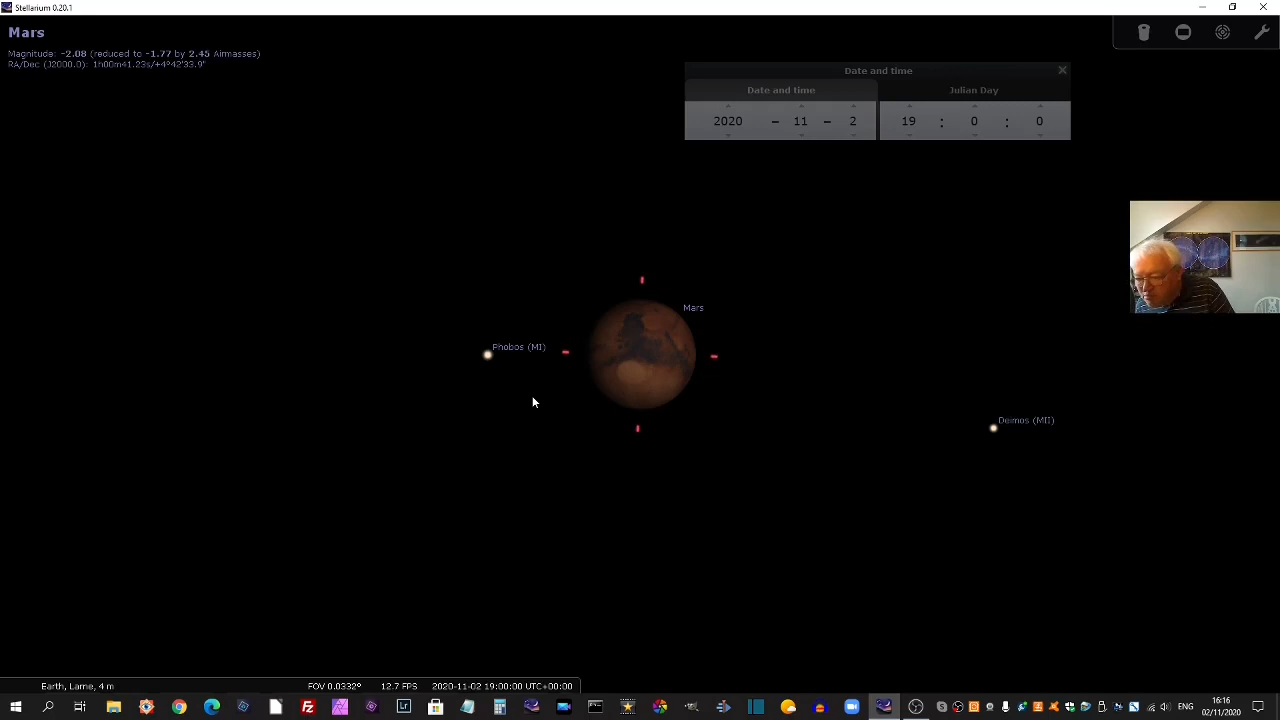 Stellarium 0.20.1
Mars
Magnitude: -2.08 (reduced to -1.77 by 2.45 Airmasses)
RA/Dec (J2000.0): 1h00m41.23s/+4°42'33.9"
Date and time
Date and time Julian Day
2020 - 11 - 2 19 : 0 : 0
Mars
Phobos (MI)
Deimos (MII)
Earth, Larne, 4 m FOV 0.0332° 12.7 FPS 2020-11-02 19:00:00 UTC+00:00
ENG
16:16
02/11/2020